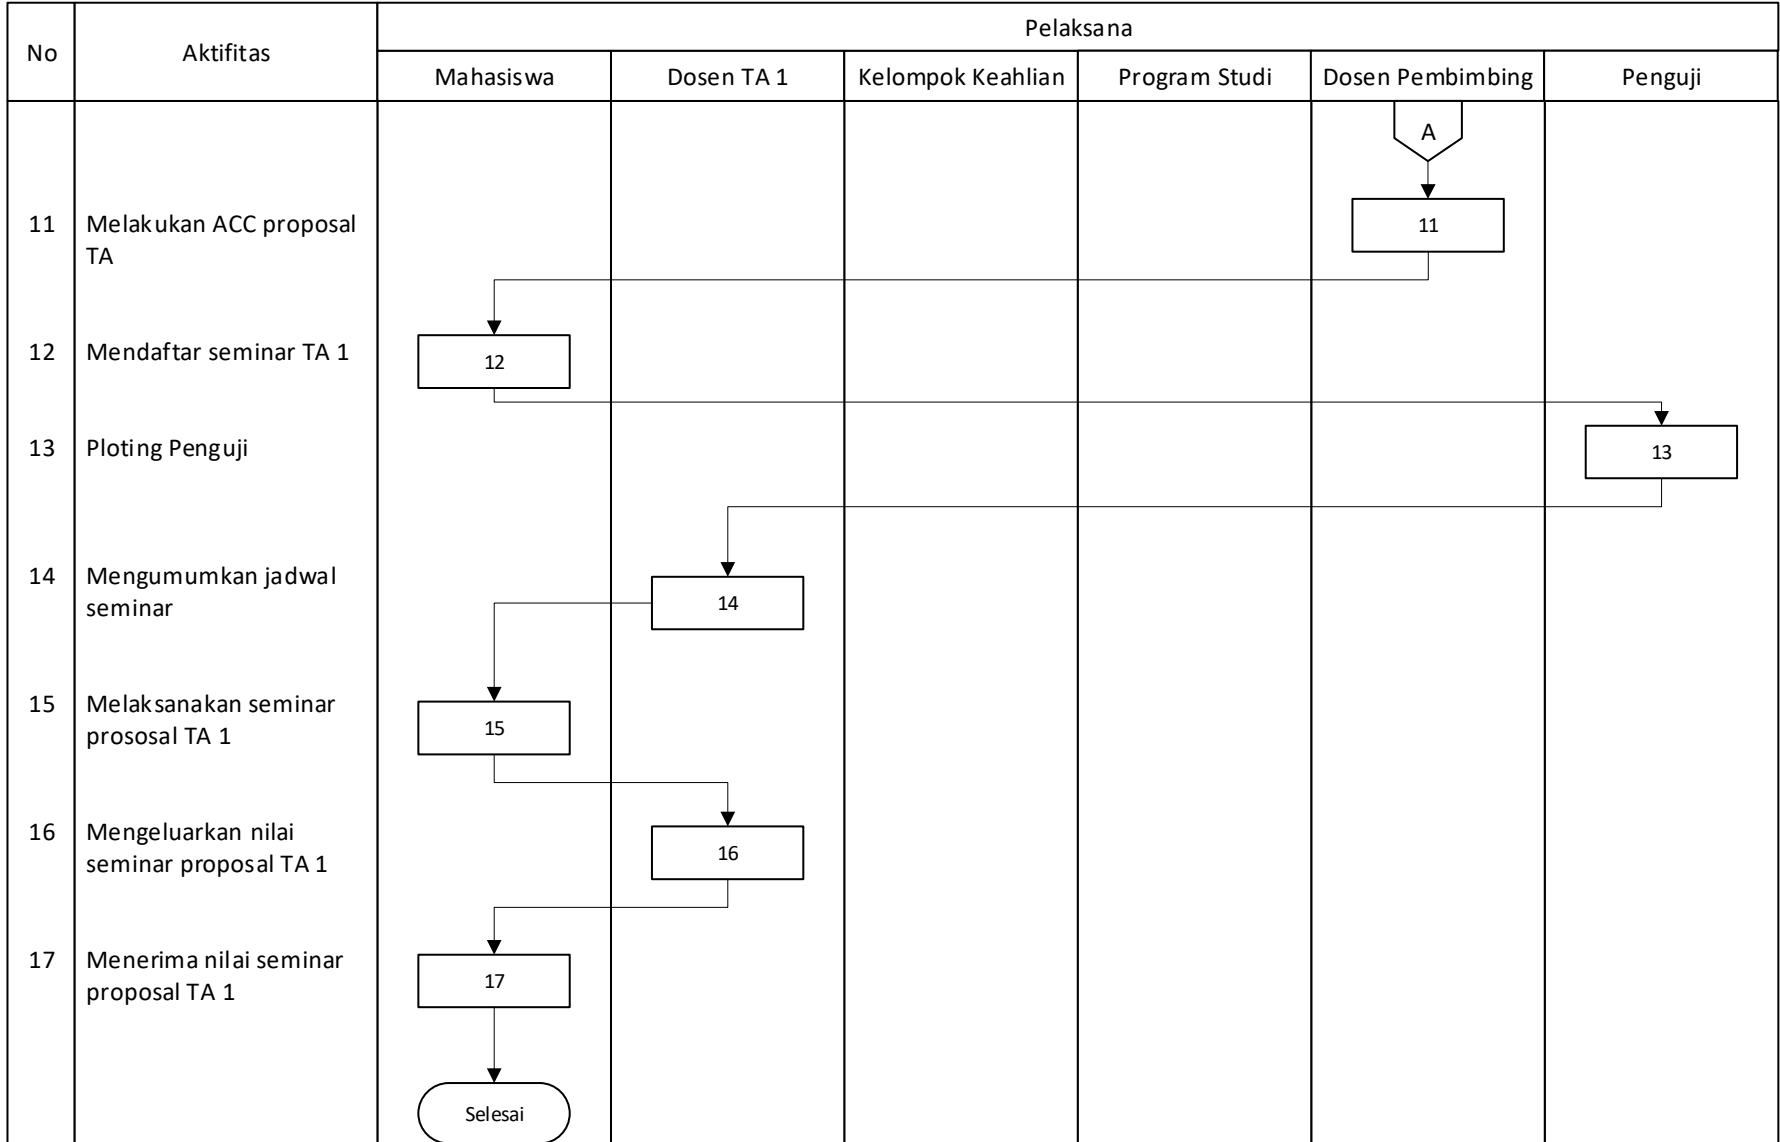 No
Aktifitas
Pelaksana
Mahasiswa
Dosen TA 1
Kelompok Keahlian
Program Studi
Dosen Pembimbing
Penguji
A
11
Melakukan ACC proposal
TA
11
12
Mendaftar seminar TA 1
12
13
Ploting Penguji
13
14
Mengumumkan jadwal
seminar
14
15
Melaksanakan seminar
prososal TA 1
15
16
Mengeluarkan nilai
seminar proposal TA 1
16
17
Menerima nilai seminar
proposal TA 1
17
Selesai